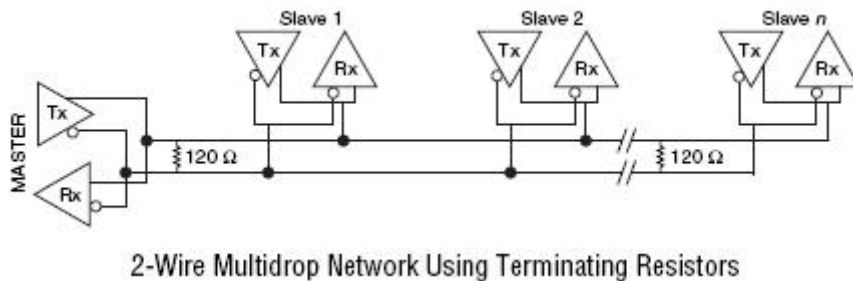 Slave 1
Slave 2
Slave n
Tx
Rx
Tx
Rx
Tx
Rx
MASTER
Tx
Rx
120 Ω
120 Ω
2-Wire Multidrop Network Using Terminating Resistors